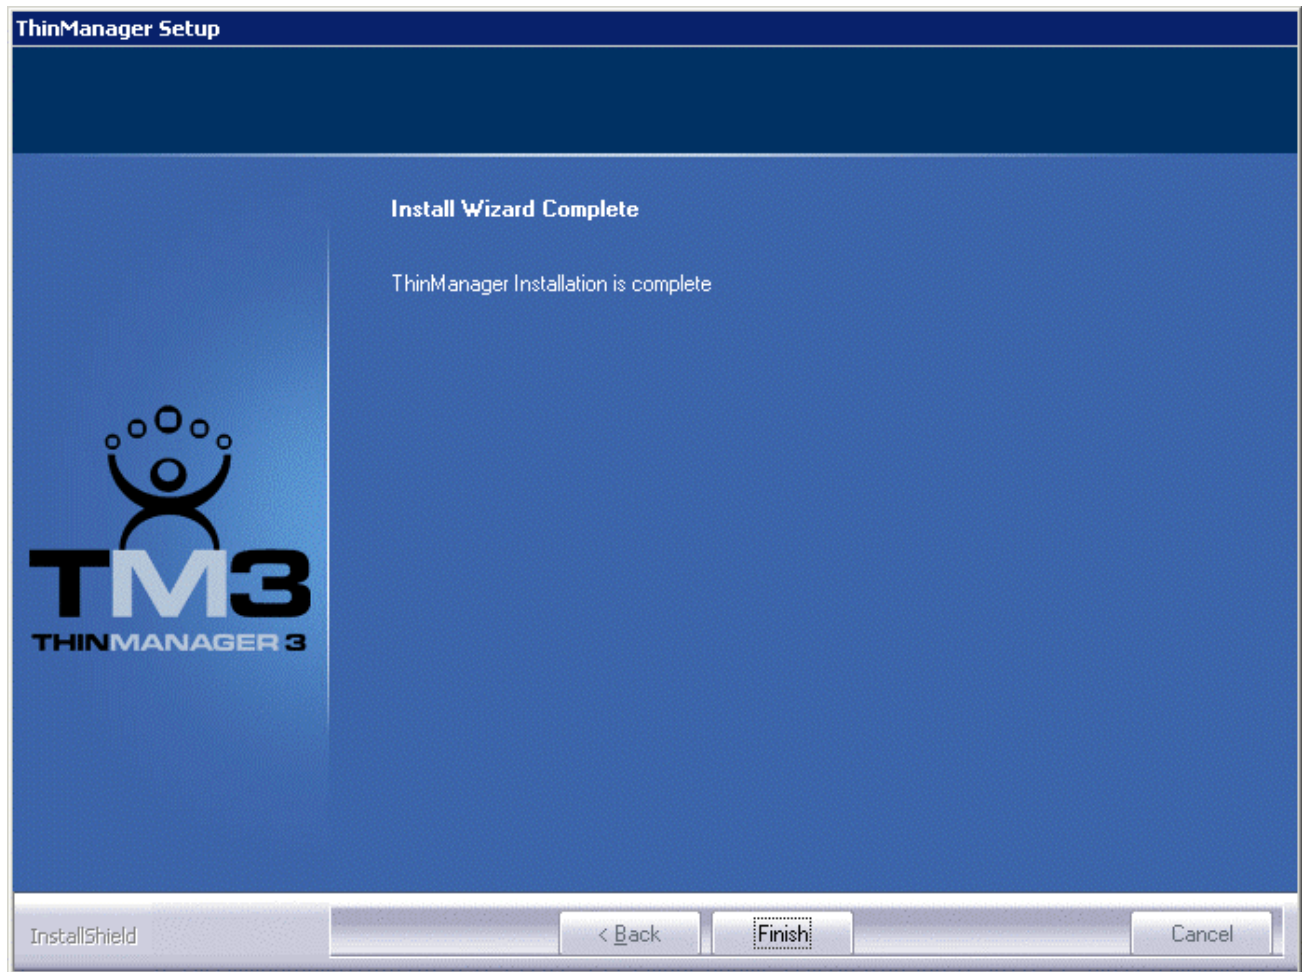 ThinManager Setup
Install Wizard Complete
ThinManager Installation is complete
TM3
THINMANAGER 3
InstallShield
< Back
Finish
Cancel